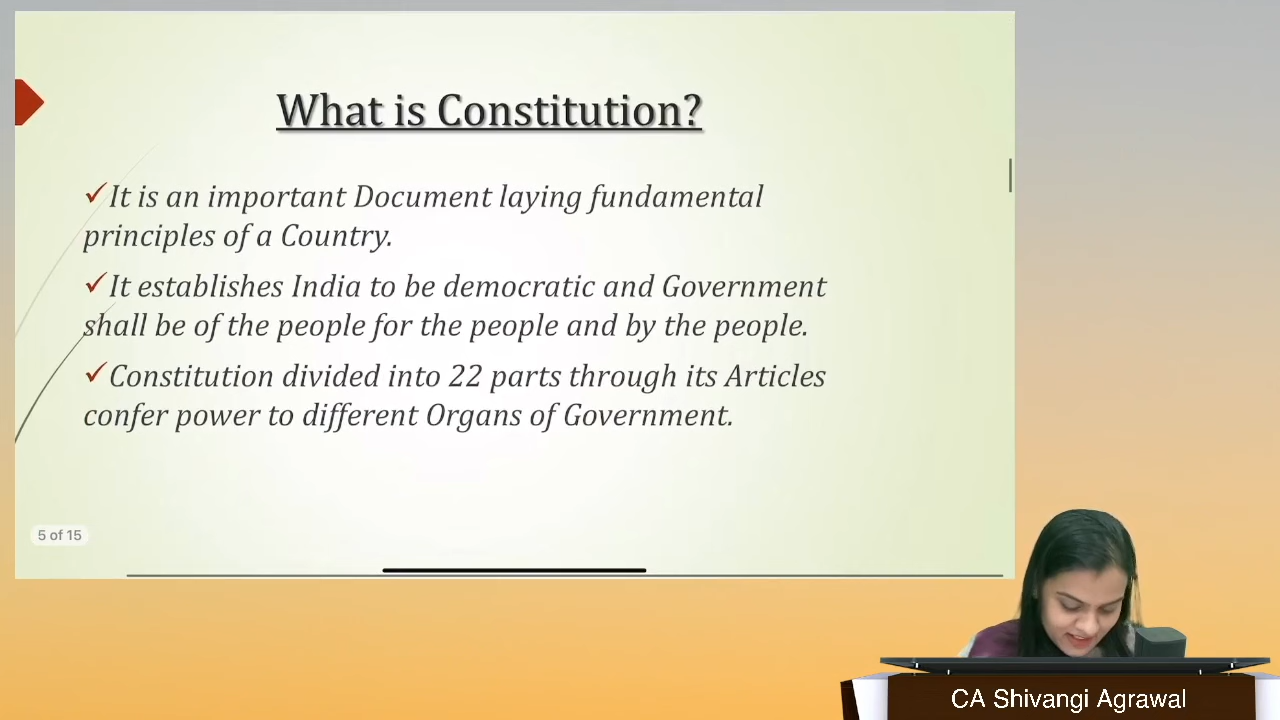 What is Constitution?
✓It is an important Document laying fundamental
principles of a Country.
✓It establishes India to be democratic and Government
shall be of the people for the people and by the people.
✓Constitution divided into 22 parts through its Articles
confer power to different Organs of Government.
5 of 15
CA Shivangi Agrawal